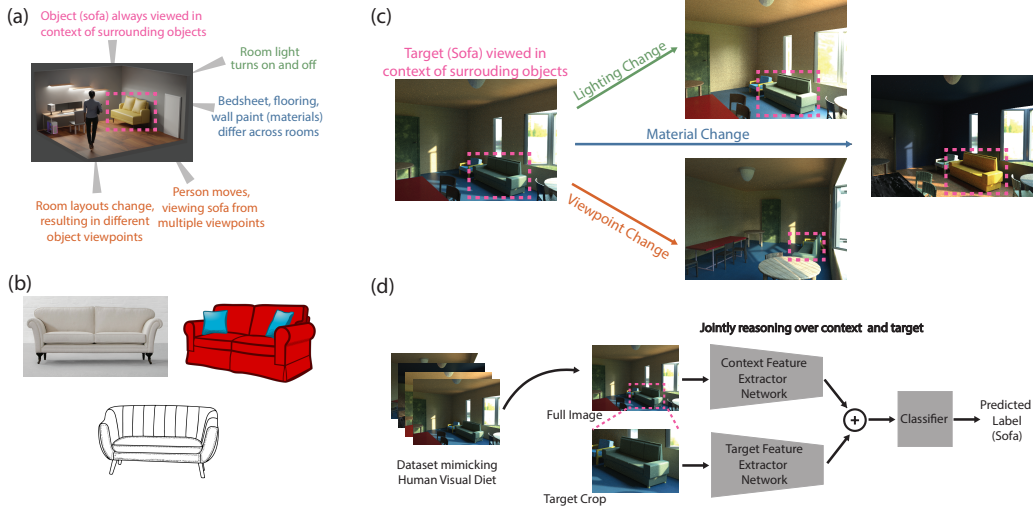 (a)
Object (sofa) always viewed in
context of surrounding objects
Room light
turns on and off
Bedsheet, flooring,
wall paint (materials)
differ across rooms
Person moves,
viewing sofa from
multiple viewpoints
Room layouts change,
resulting in different
object viewpoints
(b)
(c)
Target (Sofa) viewed in
context of surrouding objects
Lighting Change
Material Change
Viewpoint Change
(d)
Jointly reasoning over context and target
Dataset mimicking
Human Visual Diet
Full Image
Target Crop
Context Feature
Extractor
Network
Target Feature
Extractor
Network
+
Classifier
Predicted
Label
(Sofa)